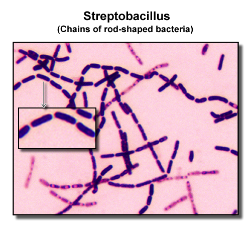 Streptobacillus
(Chains of rod-shaped bacteria)